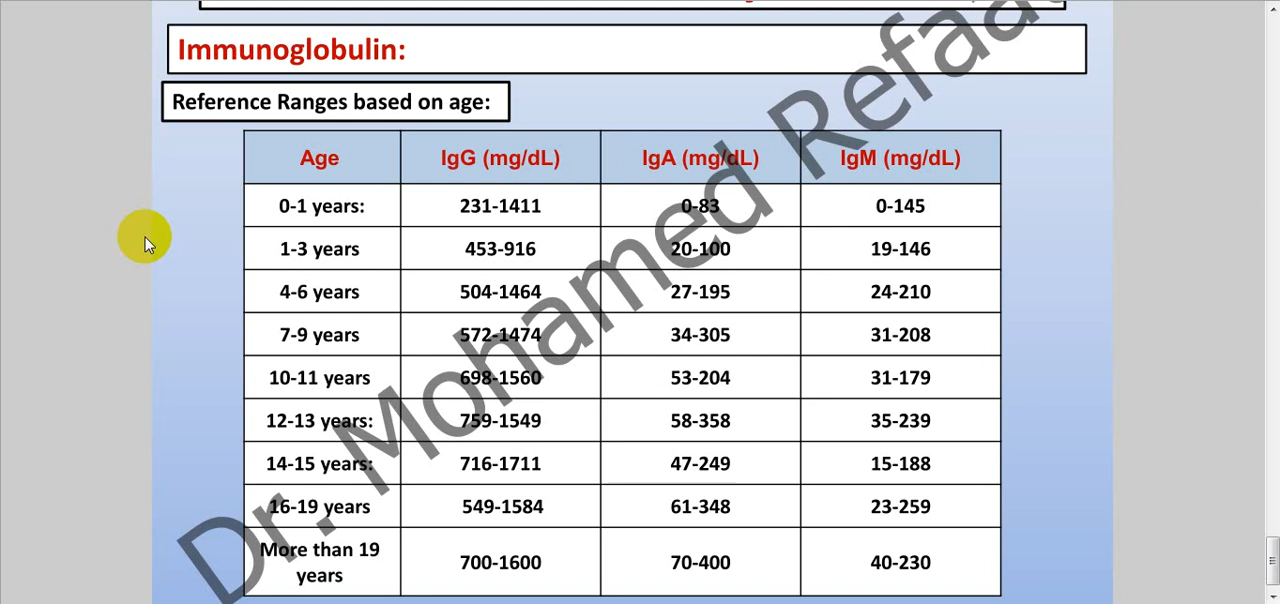 Immunoglobulin:
Reference Ranges based on age:
Age IgG (mg/dL) IgA (mg/dL) IgM (mg/dL)
0-1 years: 231-1411 0-83 0-145
1-3 years 453-916 20-100 19-146
4-6 years 504-1464 27-195 24-210
7-9 years 572-1474 34-305 31-208
10-11 years 698-1560 53-204 31-179
12-13 years: 759-1549 58-358 35-239
14-15 years: 716-1711 47-249 15-188
16-19 years 549-1584 61-348 23-259
More than 19
years 700-1600 70-400 40-230
Dr. Mohamed Refaat